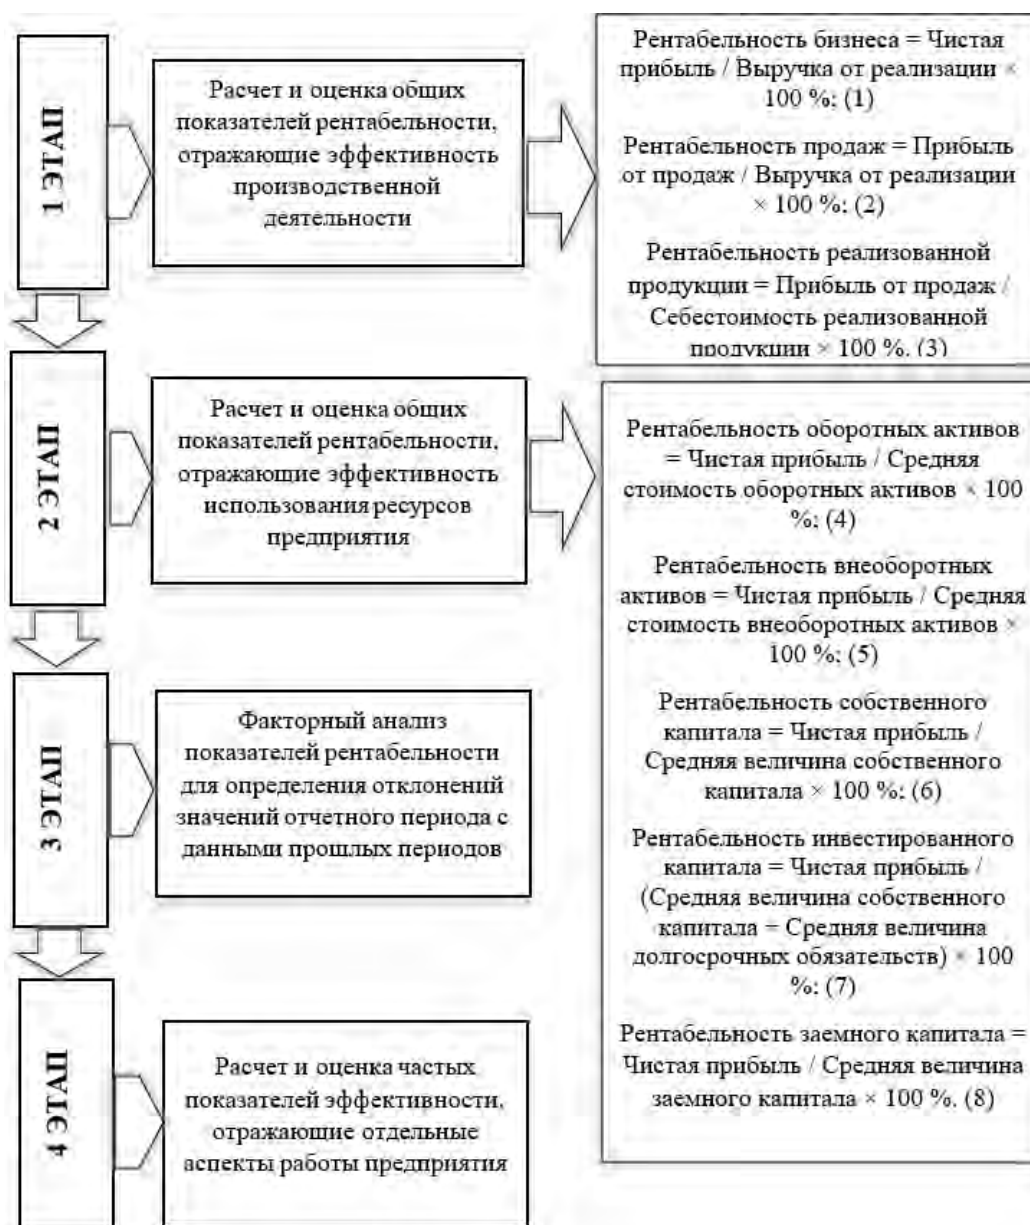 1 ЭТАП
Расчет и оценка общих
показателей рентабельности,
отражающие эффективность
производственной
деятельности
Рентабельность бизнеса = Чистая
прибыль / Выручка от реализации ×
100 %; (1)
Рентабельность продаж = Прибыль
от продаж / Выручка от реализации
× 100 %; (2)
Рентабельность реализованной
продукции = Прибыль от продаж /
Себестоимость реализованной
продукции × 100 %. (3)
2 ЭТАП
Расчет и оценка общих
показателей рентабельности,
отражающие эффективность
использования ресурсов
предприятия
Рентабельность оборотных активов
= Чистая прибыль / Средняя
стоимость оборотных активов × 100
%; (4)
Рентабельность внеоборотных
активов = Чистая прибыль / Средняя
стоимость внеоборотных активов ×
100 %; (5)
Рентабельность собственного
капитала = Чистая прибыль /
Средняя величина собственного
капитала × 100 %; (6)
Рентабельность инвестированного
капитала = Чистая прибыль /
(Средняя величина собственного
капитала = Средняя величина
долгосрочных обязательств) × 100
%; (7)
Рентабельность заемного капитала =
Чистая прибыль / Средняя величина
заемного капитала × 100 %. (8)
3 ЭТАП
Факторный анализ
показателей рентабельности
для определения отклонений
значений отчетного периода с
данными прошлых периодов
4 ЭТАП
Расчет и оценка частых
показателей эффективности,
отражающие отдельные
аспекты работы предприятия